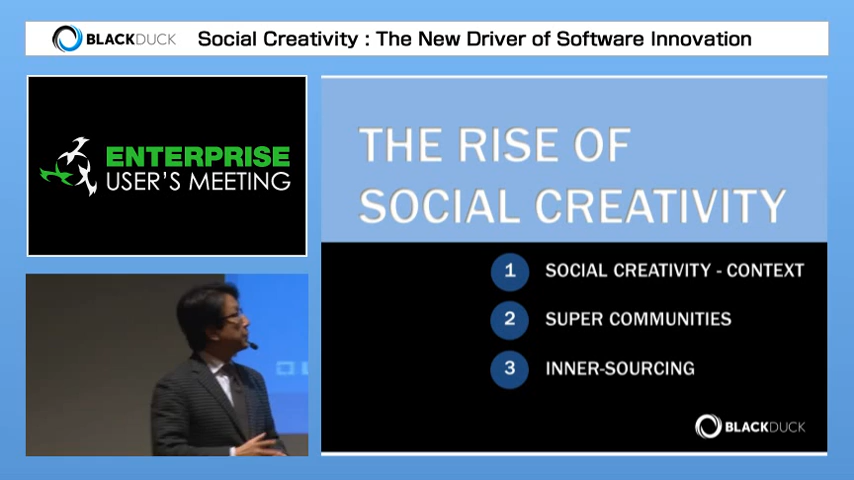 BLACKDUCK Social Creativity : The New Driver of Software Innovation
ENTERPRISE
USER'S MEETING
THE RISE OF
SOCIAL CREATIVITY
1 SOCIAL CREATIVITY - CONTEXT
2 SUPER COMMUNITIES
3 INNER-SOURCING
BLACKDUCK